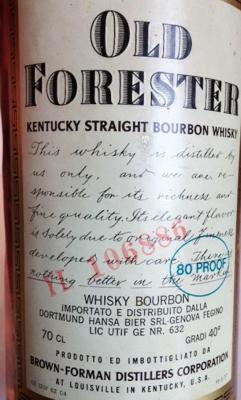 OLD
FORESTER
KENTUCKY STRAIGHT BOURBON WHISKY
This whisky is distilled by
us only, and we are re-
sponsible for its richness and
fine quality. Its elegant flavor
is solely due to original fineness
developed with care. There is
nothing better in the market.
80 PROOF
WHISKY BOURBON
IMPORTATO E DISTRIBUITO DALLA
DORTMUND HANSA BIER SRL-GENOVA FEGINO
LIC UTIF GE NR. 632
70 CL GRADI 40°
PRODOTTO ED IMBOTTIGLIATO DA
BROWN-FORMAN DISTILLERS CORPORATION
AT LOUISVILLE IN KENTUCKY, U.S.A.